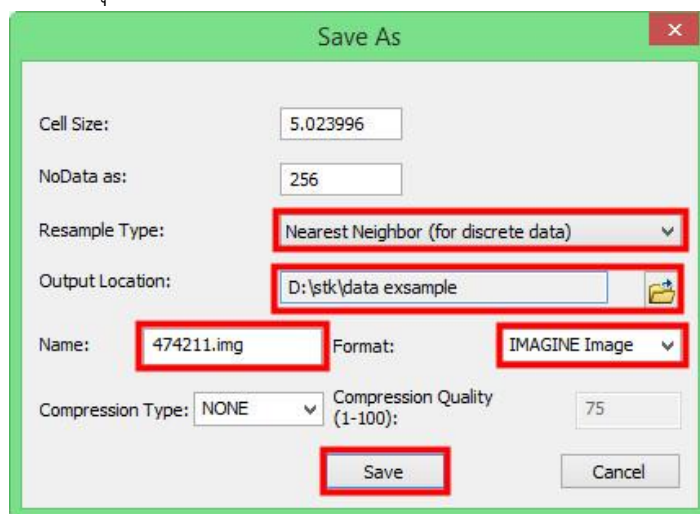 Save As
Cell Size: 5.023996
NoData as: 256
Resample Type: Nearest Neighbor (for discrete data)
Output Location: D:\stk\data exsample
Name: 474211.img Format: IMAGINE Image
Compression Type: NONE Compression Quality (1-100): 75
Save Cancel